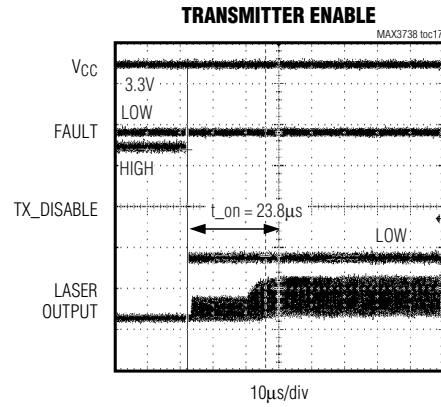 TRANSMITTER ENABLE
MAX3738 toc17
VCC
3.3V
LOW
FAULT
HIGH
TX_DISABLE
t_on = 23.8μs
LOW
LASER
OUTPUT
10μs/div